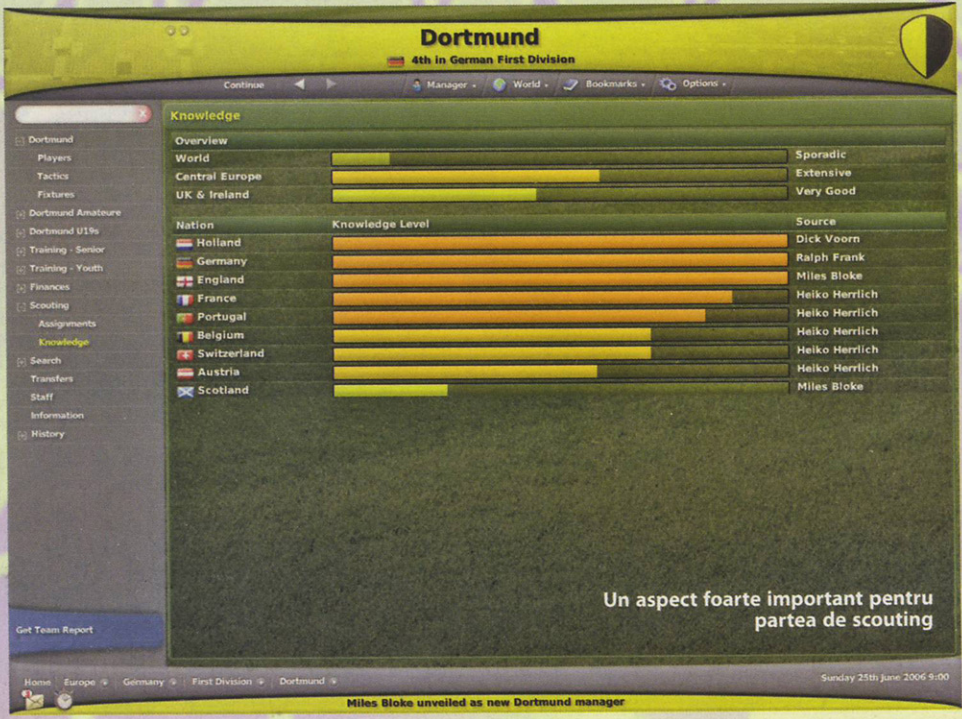 Dortmund
4th in German First Division
Continue Manager World Bookmarks Options
Dortmund
Players
Tactics
Fixtures
Dortmund Amateure
Dortmund U19s
Training - Senior
Training - Youth
Finances
Scouting
Assignments
Knowledge
Search
Transfers
Staff
Information
History
Get Team Report
Knowledge
Overview
World Sporadic
Central Europe Extensive
UK & Ireland Very Good
Nation Knowledge Level Source
Holland Dick Voorn
Germany Ralph Frank
England Miles Bloke
France Heiko Herrlich
Portugal Heiko Herrlich
Belgium Heiko Herrlich
Switzerland Heiko Herrlich
Austria Heiko Herrlich
Scotland Miles Bloke
Un aspect foarte important pentru
partea de scouting
Home Europe Germany First Division Dortmund Sunday 25th June 2006 9:00
Miles Bloke unveiled as new Dortmund manager